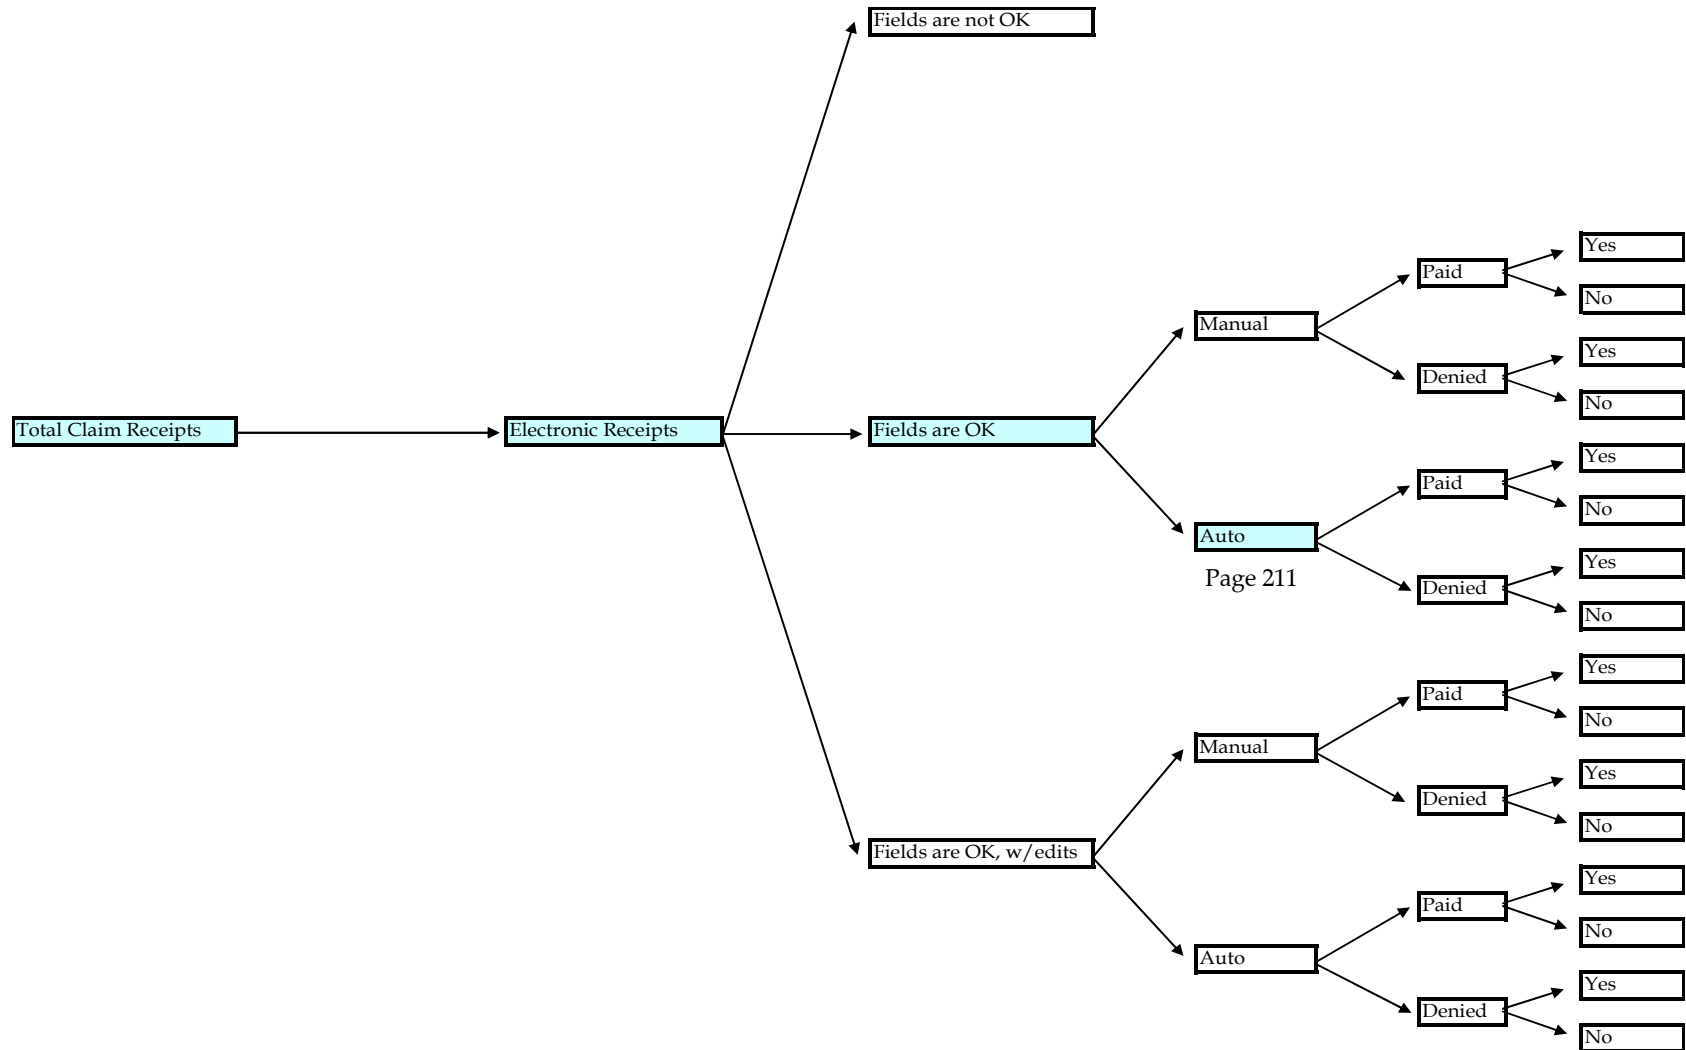 Fields are not OK
Yes
Paid
No
Manual
Yes
Denied
No
Total Claim Receipts
Electronic Receipts
Fields are OK
Yes
Paid
No
Auto
Yes
Page 211
Denied
No
Yes
Paid
No
Manual
Yes
Denied
No
Fields are OK, w/edits
Yes
Paid
No
Auto
Yes
Denied
No